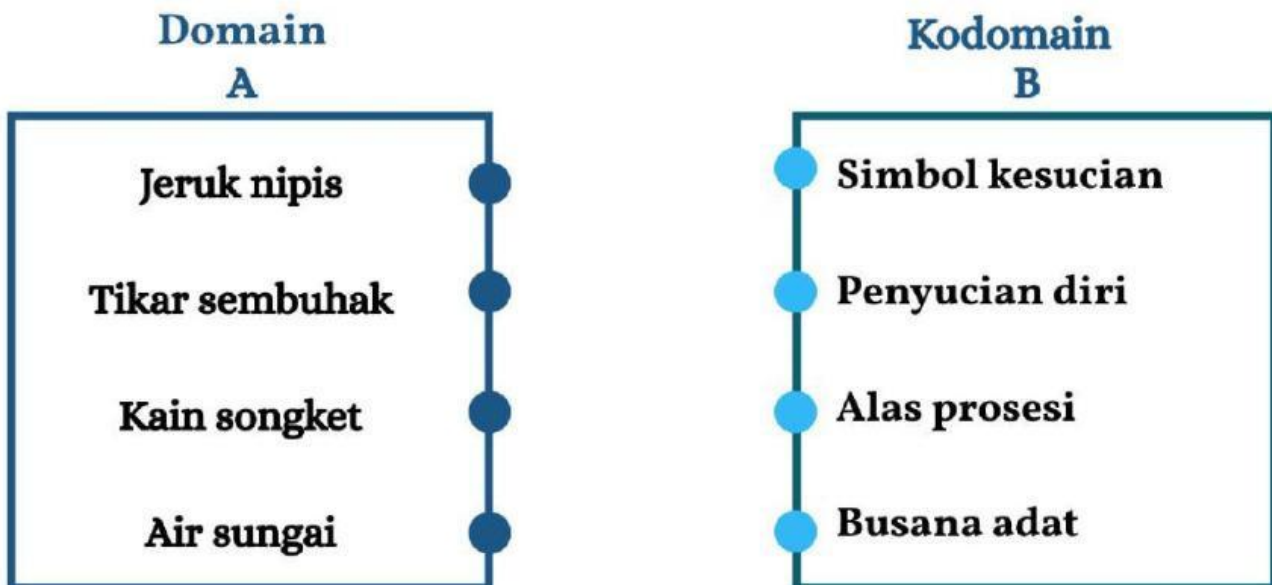 Domain
A
Jeruk nipis
Tikar sembuhak
Kain songket
Air sungai
Kodomain
B
Simbol kesucian
Penyucian diri
Alas prosesi
Busana adat